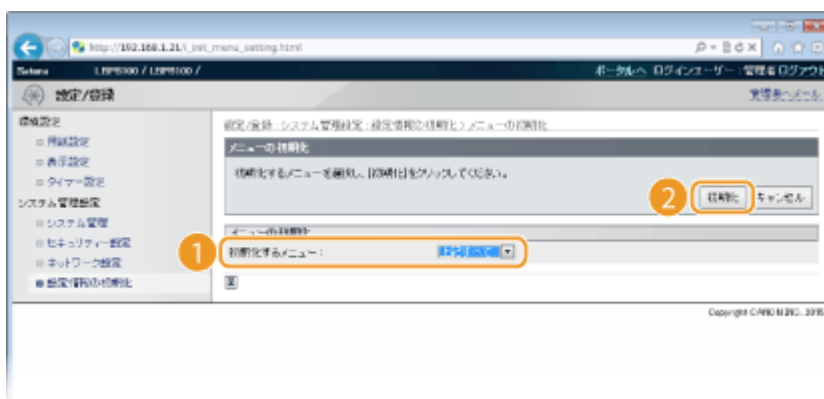 http://192.168.1.21/i_init_menu_setting.html
Satera LBP8100 / LBP8100 /
ポータルへ ログインユーザー: 管理者 ログアウト
設定/登録
管理者へメール
環境設定
用紙設定
表示設定
タイマー設定
システム管理設定
システム管理
セキュリティー設定
ネットワーク設定
設定情報の初期化
設定/登録 : システム管理設定 : 設定情報の初期化 > メニューの初期化
メニューの初期化
初期化するメニューを選択し、[初期化]をクリックしてください。
2
初期化
キャンセル
メニューの初期化
1
初期化するメニュー :
Copyright CANON INC. 2015